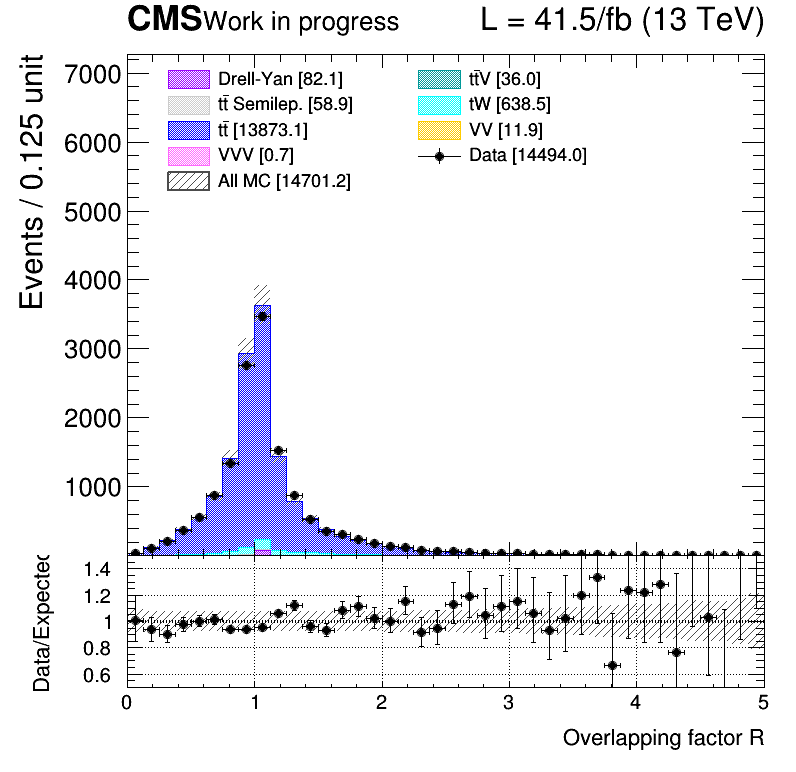 CMS Work in progress L = 41.5/fb (13 TeV)
Events / 0.125 unit
7000
6000
5000
4000
3000
2000
1000
Drell-Yan [82.1]
tt̄ Semilep. [58.9]
tt̄ [13873.1]
VVV [0.7]
All MC [14701.2]
tt̄V [36.0]
tW [638.5]
VV [11.9]
Data [14494.0]
Data/Expected
1.4
1.2
1
0.8
0.6
0 1 2 3 4 5
Overlapping factor R